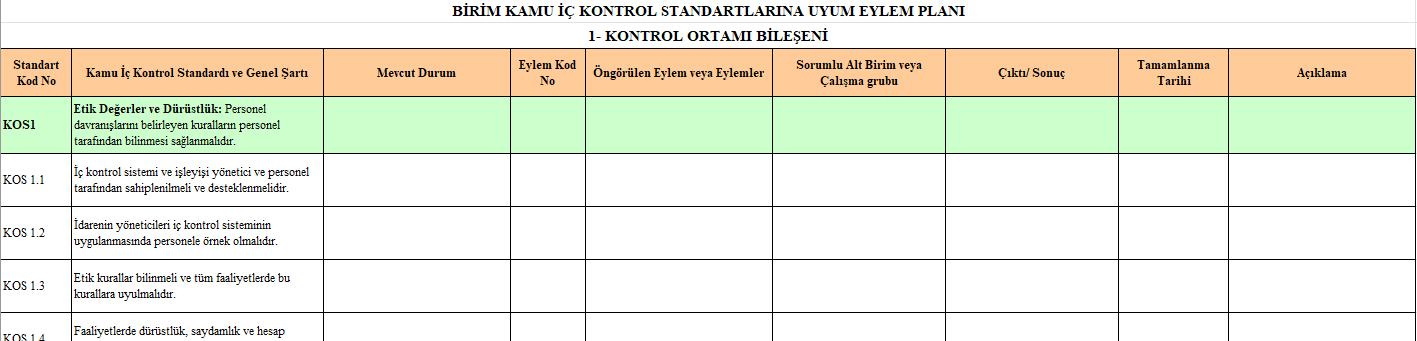 BİRİM KAMU İÇ KONTROL STANDARTLARINA UYUM EYLEM PLANI
1- KONTROL ORTAMI BİLEŞENİ
Standart
Kod No
Kamu İç Kontrol Standardı ve Genel Şartı
Mevcut Durum
Eylem Kod
No
Öngörülen Eylem veya Eylemler
Sorumlu Alt Birim veya
Çalışma grubu
Çıktı/ Sonuç
Tamamlanma
Tarihi
Açıklama
KOS1
Etik Değerler ve Dürüstlük: Personel
davranışlarını belirleyen kuralların personel
tarafından bilinmesi sağlanmalıdır.
KOS 1.1
İç kontrol sistemi ve işleyişi yönetici ve personel
tarafından sahiplenilmeli ve desteklenmelidir.
KOS 1.2
İdarenin yöneticileri iç kontrol sisteminin
uygulanmasında personele örnek olmalıdır.
KOS 1.3
Etik kurallar bilinmeli ve tüm faaliyetlerde bu
kurallara uyulmalıdır.
KOS 1.4
Faaliyetlerde dürüstlük, saydamlık ve hesap